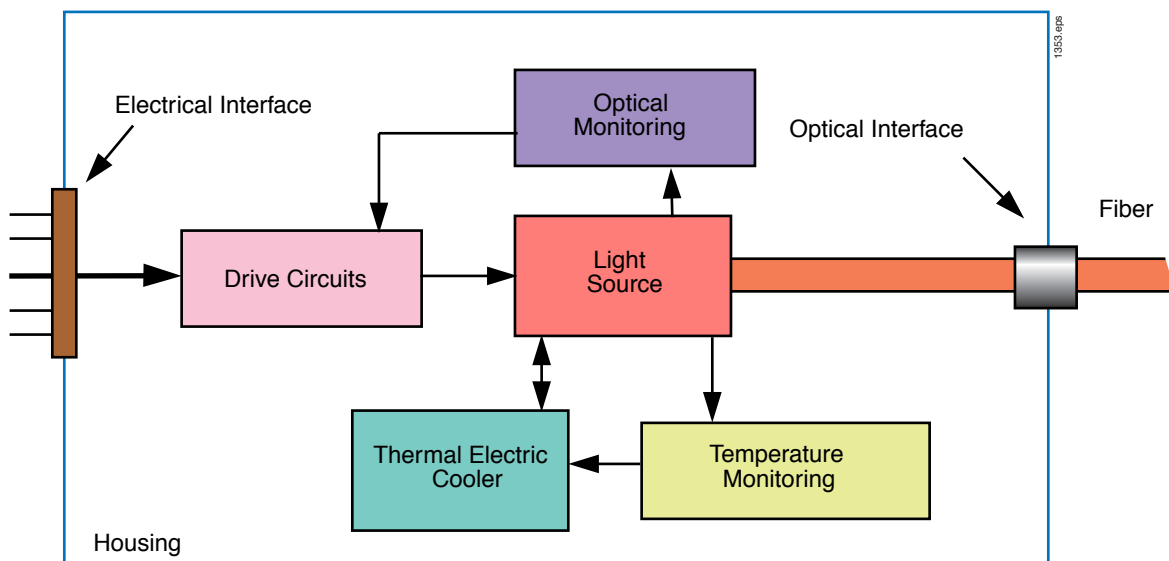 1353.eps
Electrical Interface
Optical
Monitoring
Optical Interface
Fiber
Drive Circuits
Light
Source
Thermal Electric
Cooler
Temperature
Monitoring
Housing